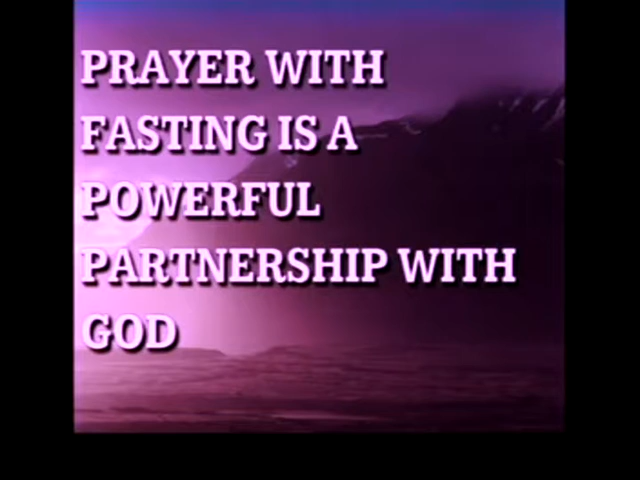 PRAYER WITH
FASTING IS A
POWERFUL
PARTNERSHIP WITH
GOD